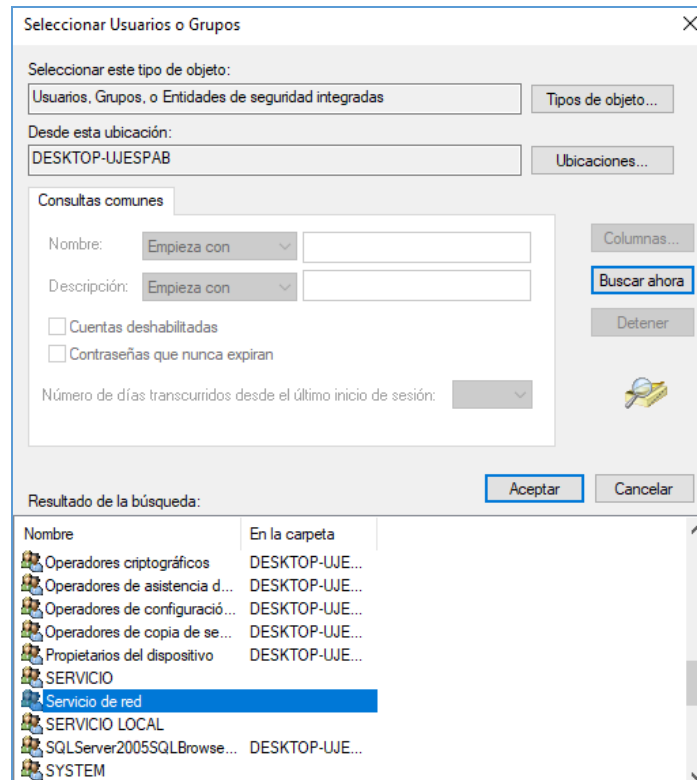 Seleccionar Usuarios o Grupos
Seleccionar este tipo de objeto:
Usuarios, Grupos, o Entidades de seguridad integradas
Tipos de objeto...
Desde esta ubicación:
DESKTOP-UJESPAB
Ubicaciones...
Consultas comunes
Nombre: Empieza con
Columnas...
Descripción: Empieza con
Buscar ahora
Cuentas deshabilitadas
Detener
Contraseñas que nunca expiran
Número de días transcurridos desde el último inicio de sesión:
Aceptar Cancelar
Resultado de la búsqueda:
Nombre En la carpeta
Operadores criptográficos DESKTOP-UJE...
Operadores de asistencia d... DESKTOP-UJE...
Operadores de configuració... DESKTOP-UJE...
Operadores de copia de se... DESKTOP-UJE...
Propietarios del dispositivo DESKTOP-UJE...
SERVICIO
Servicio de red
SERVICIO LOCAL
SQLServer2005SQLBrowse... DESKTOP-UJE...
SYSTEM